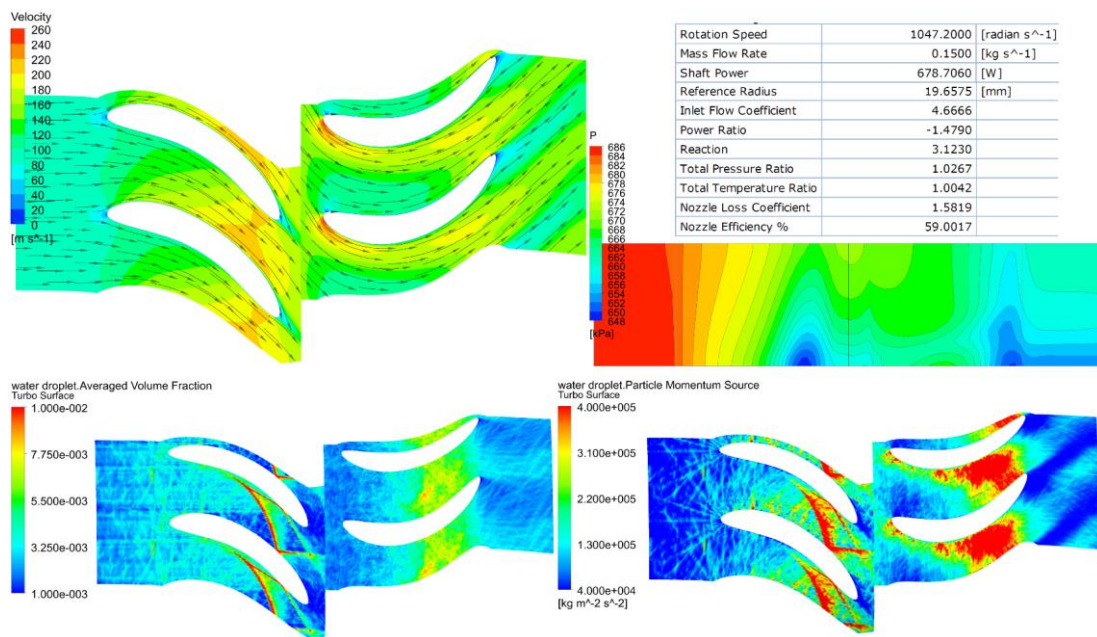 Velocity
260
240
220
200
180
160
140
120
100
80
60
40
20
0
[m s^-1]
Rotation Speed 1047.2000 [radian s^-1]
Mass Flow Rate 0.1500 [kg s^-1]
Shaft Power 678.7060 [W]
Reference Radius 19.6575 [mm]
Inlet Flow Coefficient 4.6666
Power Ratio -1.4790
Reaction 3.1230
Total Pressure Ratio 1.0267
Total Temperature Ratio 1.0042
Nozzle Loss Coefficient 1.5819
Nozzle Efficiency % 59.0017
P
686
684
682
680
678
676
674
672
670
668
666
664
662
660
658
656
654
652
650
648
[kPa]
water droplet.Averaged Volume Fraction
Turbo Surface
1.000e-002
7.750e-003
5.500e-003
3.250e-003
1.000e-003
water droplet.Particle Momentum Source
Turbo Surface
4.000e+005
3.100e+005
2.200e+005
1.300e+005
4.000e+004
[kg m^-2 s^-2]